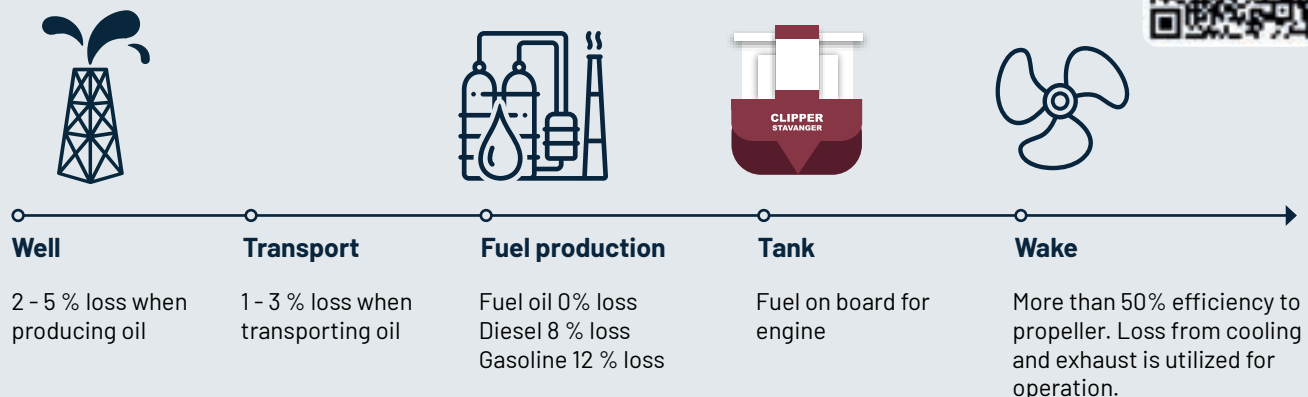 CLIPPER
STAVANGER
Well
2 - 5 % loss when
producing oil
Transport
1 - 3 % loss when
transporting oil
Fuel production
Fuel oil 0% loss
Diesel 8 % loss
Gasoline 12 % loss
Tank
Fuel on board for
engine
Wake
More than 50% efficiency to
propeller. Loss from cooling
and exhaust is utilized for
operation.